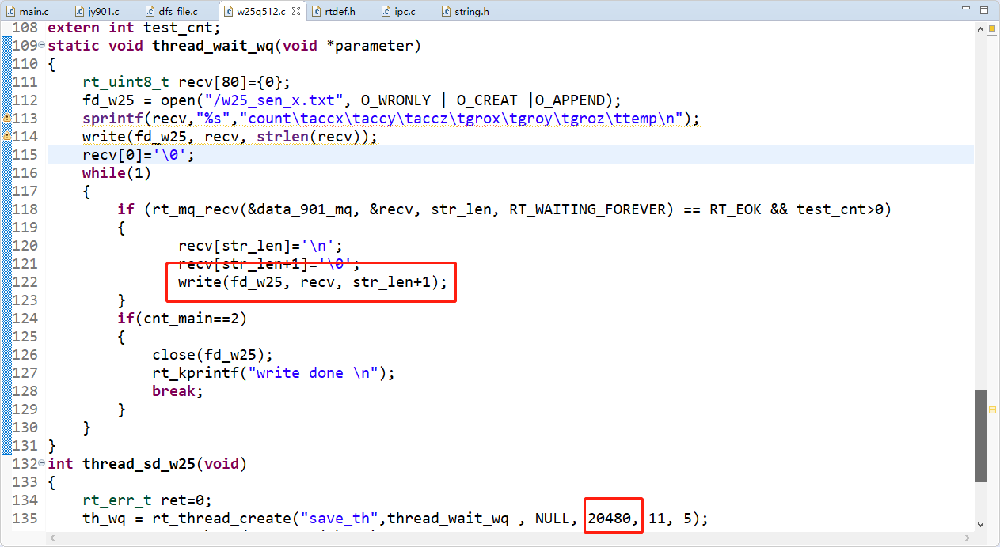 main.c jy901.c dfs_file.c w25q512.c rtdef.h ipc.c string.h
108 extern int test_cnt;
109 static void thread_wait_wq(void *parameter)
110 {
111 rt_uint8_t recv[80]={0};
112 fd_w25 = open("/w25_sen_x.txt", O_WRONLY | O_CREAT |O_APPEND);
113 sprintf(recv,"%s","count\taccx\taccy\taccz\tgrox\tgroy\tgroz\ttemp\n");
114 write(fd_w25, recv, strlen(recv));
115 recv[0]='\0';
116 while(1)
117 {
118 if (rt_mq_recv(&data_901_mq, &recv, str_len, RT_WAITING_FOREVER) == RT_EOK && test_cnt>0)
119 {
120 recv[str_len]='\n';
121 recv[str_len+1]='\0';
122 write(fd_w25, recv, str_len+1);
123 }
124 if(cnt_main==2)
125 {
126 close(fd_w25);
127 rt_kprintf("write done \n");
128 break;
129 }
130 }
131 }
132 int thread_sd_w25(void)
133 {
134 rt_err_t ret=0;
135 th_wq = rt_thread_create("save_th",thread_wait_wq , NULL, 20480, 11, 5);